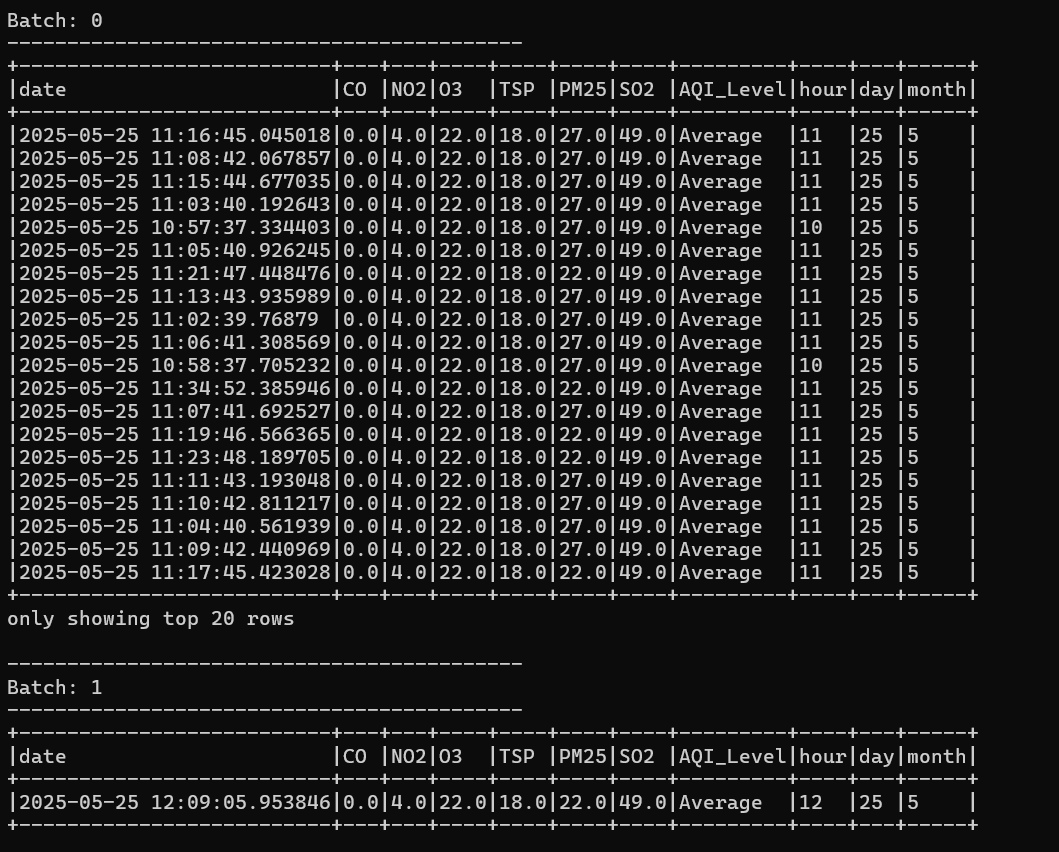 Batch: 0
-------------------------------------------
+--------------------------+---+---+----+----+----+----+---------+----+---+-----+
|date                      |CO |NO2|O3  |TSP |PM25|SO2 |AQI_Level|hour|day|month|
+--------------------------+---+---+----+----+----+----+---------+----+---+-----+
|2025-05-25 11:16:45.045018|0.0|4.0|22.0|18.0|27.0|49.0|Average  |11  |25 |5    |
|2025-05-25 11:08:42.067857|0.0|4.0|22.0|18.0|27.0|49.0|Average  |11  |25 |5    |
|2025-05-25 11:15:44.677035|0.0|4.0|22.0|18.0|27.0|49.0|Average  |11  |25 |5    |
|2025-05-25 11:03:40.192643|0.0|4.0|22.0|18.0|27.0|49.0|Average  |11  |25 |5    |
|2025-05-25 10:57:37.334403|0.0|4.0|22.0|18.0|27.0|49.0|Average  |10  |25 |5    |
|2025-05-25 11:05:40.926245|0.0|4.0|22.0|18.0|27.0|49.0|Average  |11  |25 |5    |
|2025-05-25 11:21:47.448476|0.0|4.0|22.0|18.0|22.0|49.0|Average  |11  |25 |5    |
|2025-05-25 11:13:43.935989|0.0|4.0|22.0|18.0|27.0|49.0|Average  |11  |25 |5    |
|2025-05-25 11:02:39.76879 |0.0|4.0|22.0|18.0|27.0|49.0|Average  |11  |25 |5    |
|2025-05-25 11:06:41.308569|0.0|4.0|22.0|18.0|27.0|49.0|Average  |11  |25 |5    |
|2025-05-25 10:58:37.705232|0.0|4.0|22.0|18.0|27.0|49.0|Average  |10  |25 |5    |
|2025-05-25 11:34:52.385946|0.0|4.0|22.0|18.0|22.0|49.0|Average  |11  |25 |5    |
|2025-05-25 11:07:41.692527|0.0|4.0|22.0|18.0|27.0|49.0|Average  |11  |25 |5    |
|2025-05-25 11:19:46.566365|0.0|4.0|22.0|18.0|22.0|49.0|Average  |11  |25 |5    |
|2025-05-25 11:23:48.189705|0.0|4.0|22.0|18.0|22.0|49.0|Average  |11  |25 |5    |
|2025-05-25 11:11:43.193048|0.0|4.0|22.0|18.0|27.0|49.0|Average  |11  |25 |5    |
|2025-05-25 11:10:42.811217|0.0|4.0|22.0|18.0|27.0|49.0|Average  |11  |25 |5    |
|2025-05-25 11:04:40.561939|0.0|4.0|22.0|18.0|27.0|49.0|Average  |11  |25 |5    |
|2025-05-25 11:09:42.440969|0.0|4.0|22.0|18.0|27.0|49.0|Average  |11  |25 |5    |
|2025-05-25 11:17:45.423028|0.0|4.0|22.0|18.0|22.0|49.0|Average  |11  |25 |5    |
+--------------------------+---+---+----+----+----+----+---------+----+---+-----+
only showing top 20 rows
-------------------------------------------
Batch: 1
-------------------------------------------
+--------------------------+---+---+----+----+----+----+---------+----+---+-----+
|date                      |CO |NO2|O3  |TSP |PM25|SO2 |AQI_Level|hour|day|month|
+--------------------------+---+---+----+----+----+----+---------+----+---+-----+
|2025-05-25 12:09:05.953846|0.0|4.0|22.0|18.0|22.0|49.0|Average  |12  |25 |5    |
+--------------------------+---+---+----+----+----+----+---------+----+---+-----+